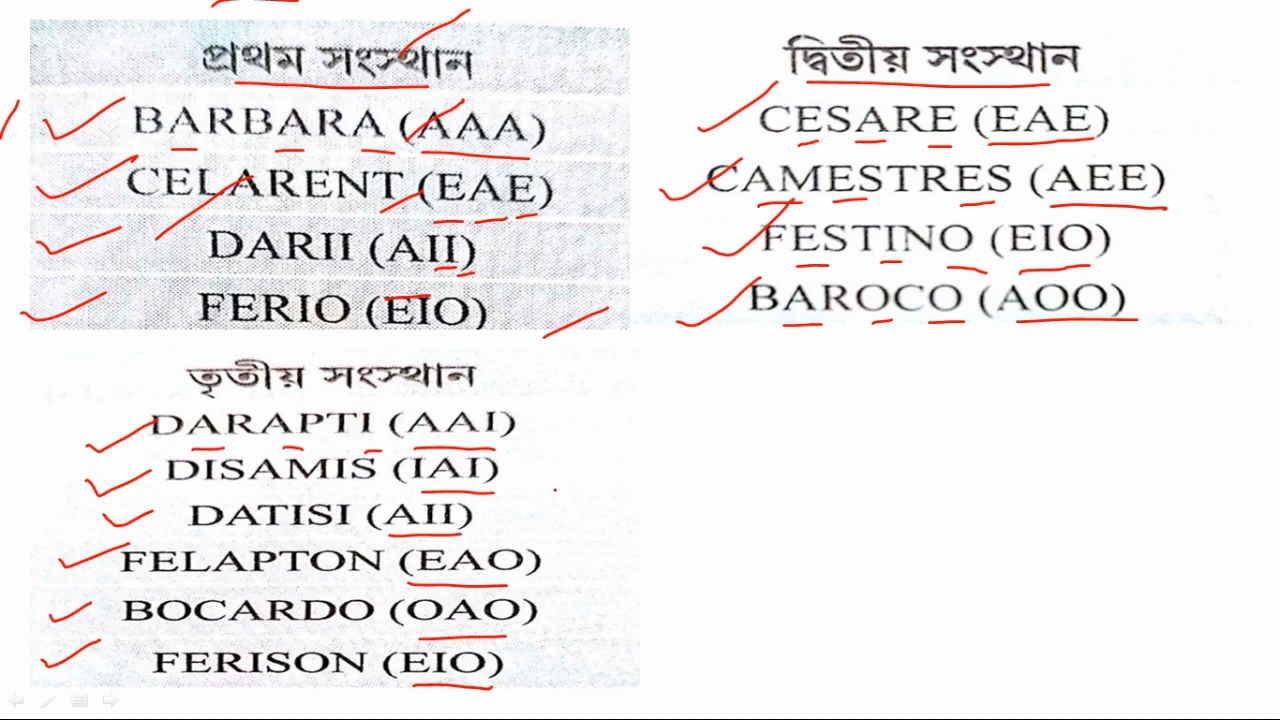 প্রথম সংস্থান
BARBARA (AAA)
CELARENT (EAE)
DARII (AII)
FERIO (EIO)
দ্বিতীয় সংস্থান
CESARE (EAE)
CAMESTRES (AEE)
FESTINO (EIO)
BAROCO (AOO)
তৃতীয় সংস্থান
DARAPTI (AAI)
DISAMIS (IAI)
DATISI (AII)
FELAPTON (EAO)
BOCARDO (OAO)
FERISON (EIO)